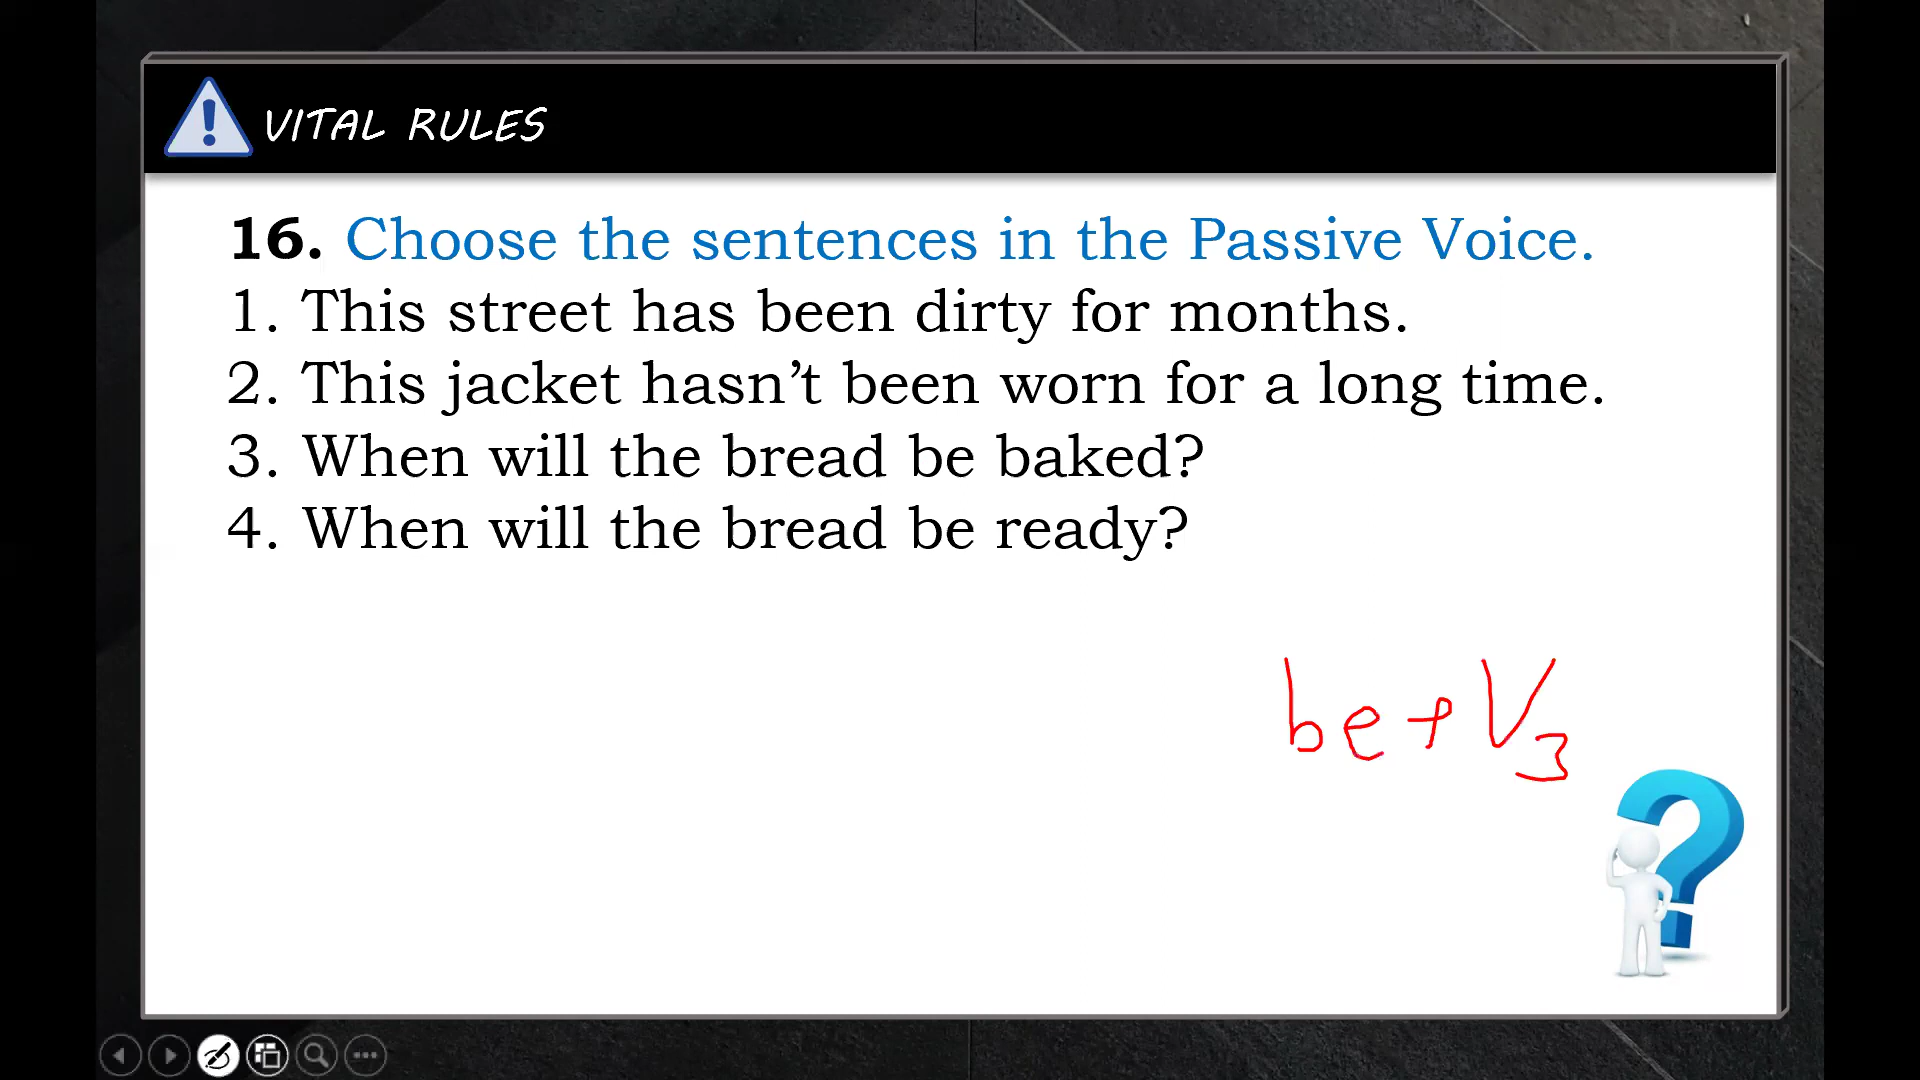 VITAL RULES
16. Choose the sentences in the Passive Voice.
1. This street has been dirty for months.
2. This jacket hasn’t been worn for a long time.
3. When will the bread be baked?
4. When will the bread be ready?
be+V3